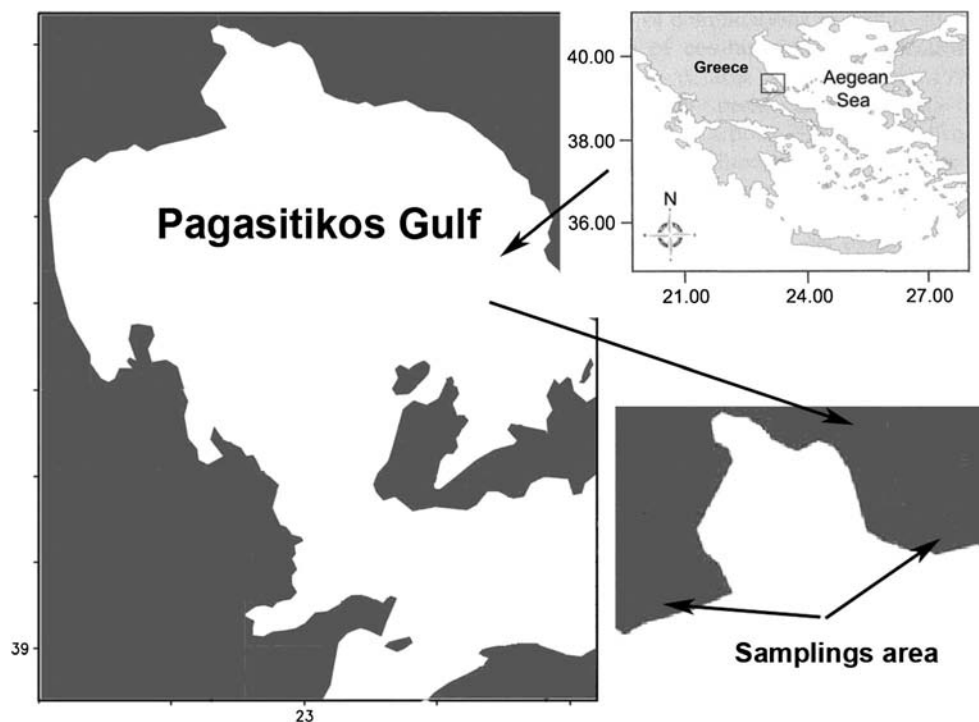 Pagasitikos Gulf
39
23
40.00
38.00
36.00
Greece
Aegean
Sea
N
21.00
24.00
27.00
Samplings area